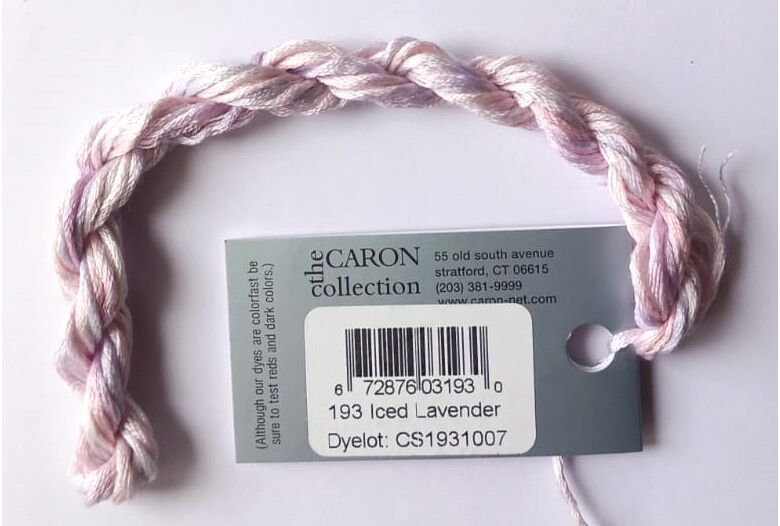 the CARON
collection
55 old south avenue
stratford, CT 06615
(203) 381-9999
www.caron-net.com
(Although our dyes are colorfast be
sure to test reds and dark colors.)
6 72876 03193 0
193 Iced Lavender
Dyelot: CS1931007